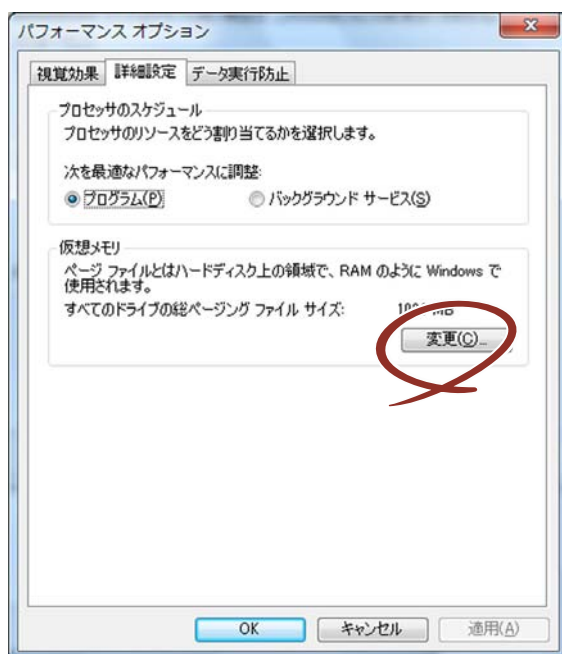 パフォーマンス オプション
視覚効果 詳細設定 データ実行防止
プロセッサのスケジュール
プロセッサのリソースをどう割り当てるかを選択します。
次を最適なパフォーマンスに調整:
プログラム(P) バックグラウンド サービス(S)
仮想メモリ
ページ ファイルとはハードディスク上の領域で、RAM のように Windows で
使用されます。
すべてのドライブの総ページング ファイル サイズ: MB
変更(C)...
OK キャンセル 適用(A)